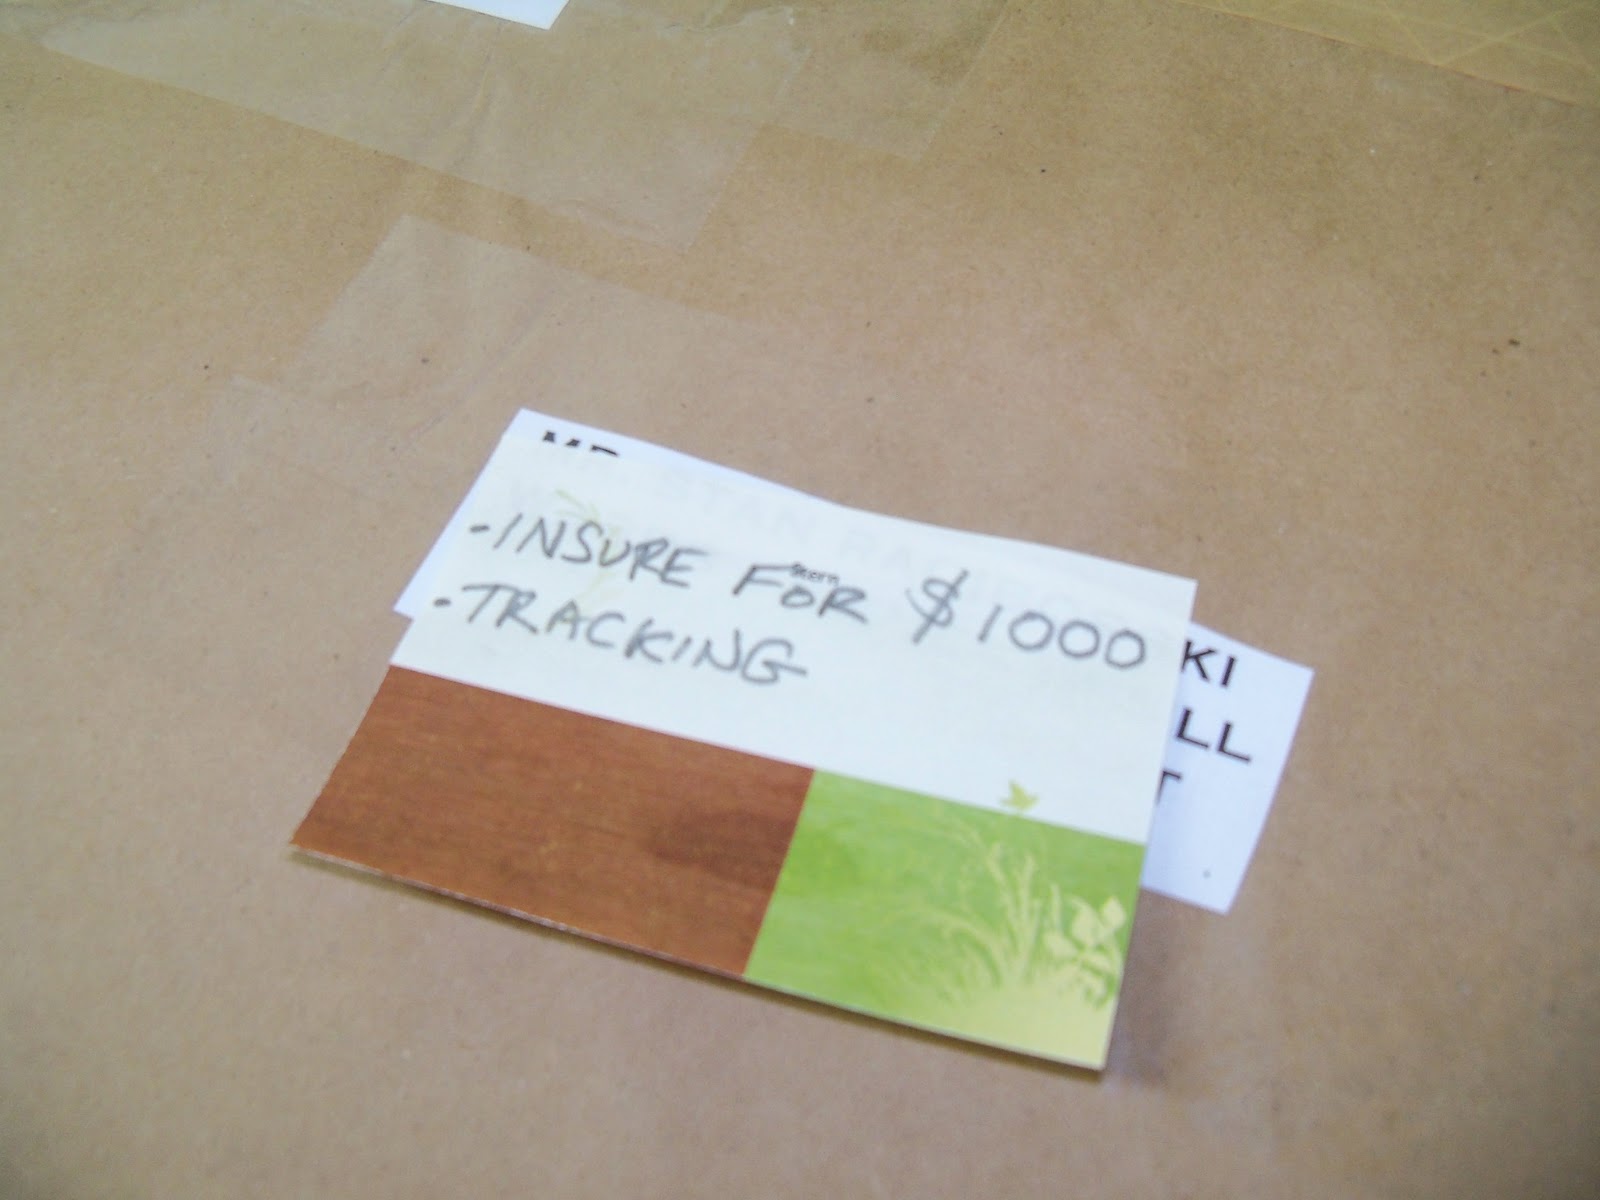 - INSURE FOR $1000
- TRACKING
KI
LL
T